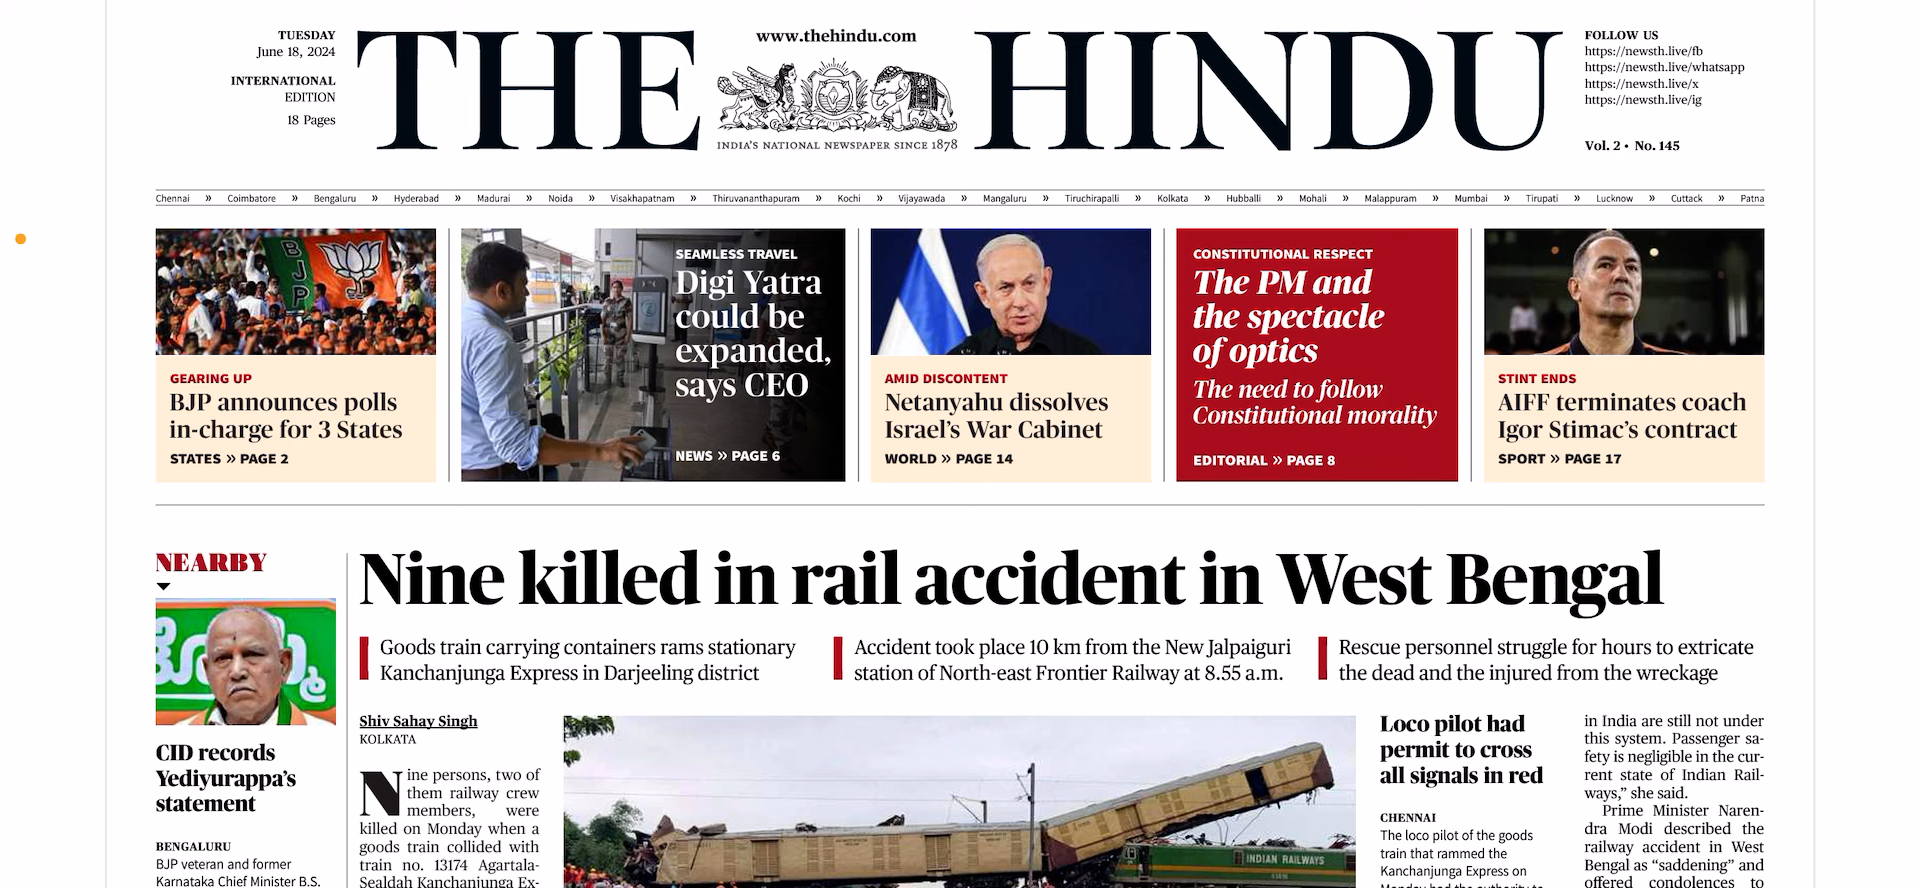 TUESDAY
June 18, 2024
INTERNATIONAL
EDITION
18 Pages
THE HINDU
www.thehindu.com
INDIA'S NATIONAL NEWSPAPER SINCE 1878
FOLLOW US
https://newsth.live/fb
https://newsth.live/whatsapp
https://newsth.live/x
https://newsth.live/ig
Vol. 2 • No. 145
Chennai » Coimbatore » Bengaluru » Hyderabad » Madurai » Noida » Visakhapatnam » Thiruvananthapuram » Kochi » Vijayawada » Mangaluru » Tiruchirapalli » Kolkata » Hubballi » Mohali » Malappuram » Mumbai » Tirupati » Lucknow » Cuttack » Patna
BJP
GEARING UP
BJP announces polls
in-charge for 3 States
STATES » PAGE 2
SEAMLESS TRAVEL
Digi Yatra
could be
expanded,
says CEO
NEWS » PAGE 6
AMID DISCONTENT
Netanyahu dissolves
Israel's War Cabinet
WORLD » PAGE 14
CONSTITUTIONAL RESPECT
The PM and
the spectacle
of optics
The need to follow
Constitutional morality
EDITORIAL » PAGE 8
STINT ENDS
AIFF terminates coach
Igor Stimac's contract
SPORT » PAGE 17
NEARBY
CID records
Yediyurappa's
statement
BENGALURU
BJP veteran and former
Karnataka Chief Minister B.S.
Nine killed in rail accident in West Bengal
Goods train carrying containers rams stationary
Kanchanjunga Express in Darjeeling district
Accident took place 10 km from the New Jalpaiguri
station of North-east Frontier Railway at 8.55 a.m.
Rescue personnel struggle for hours to extricate
the dead and the injured from the wreckage
Shiv Sahay Singh
KOLKATA
Nine persons, two of
them railway crew
members, were
killed on Monday when a
goods train collided with
train no. 13174 Agartala-
Sealdah Kanchanjunga Ex-
INDIAN RAILWAYS
Loco pilot had
permit to cross
all signals in red
CHENNAI
The loco pilot of the goods
train that rammed the
Kanchanjunga Express on
Monday had the authority to
in India are still not under
this system. Passenger sa-
fety is negligible in the cur-
rent state of Indian Rail-
ways,” she said.
Prime Minister Naren-
dra Modi described the
railway accident in West
Bengal as “saddening” and
offered condolences to